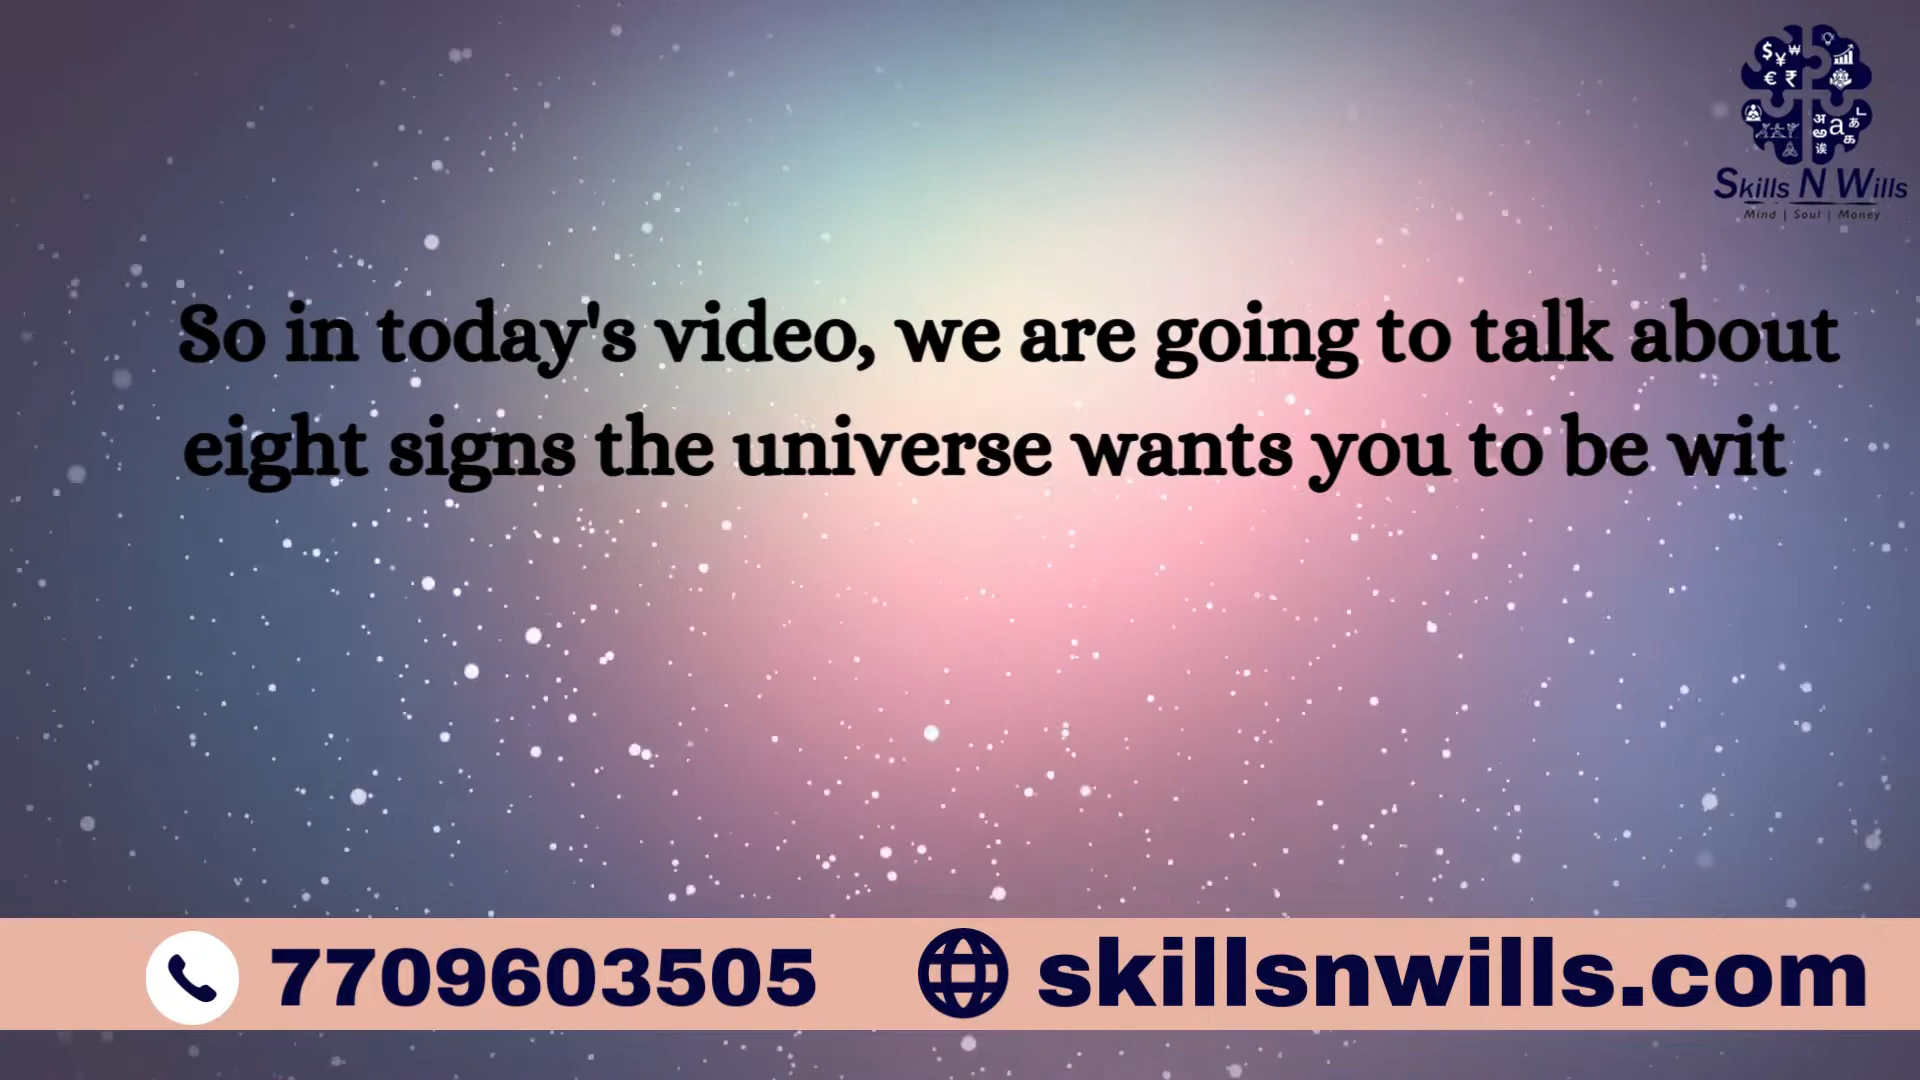 $ ¥ ₩
€ ₹
अ a
Skills N Wills
Mind | Soul | Money
So in today's video, we are going to talk about
eight signs the universe wants you to be wit
7709603505
skillsnwills.com